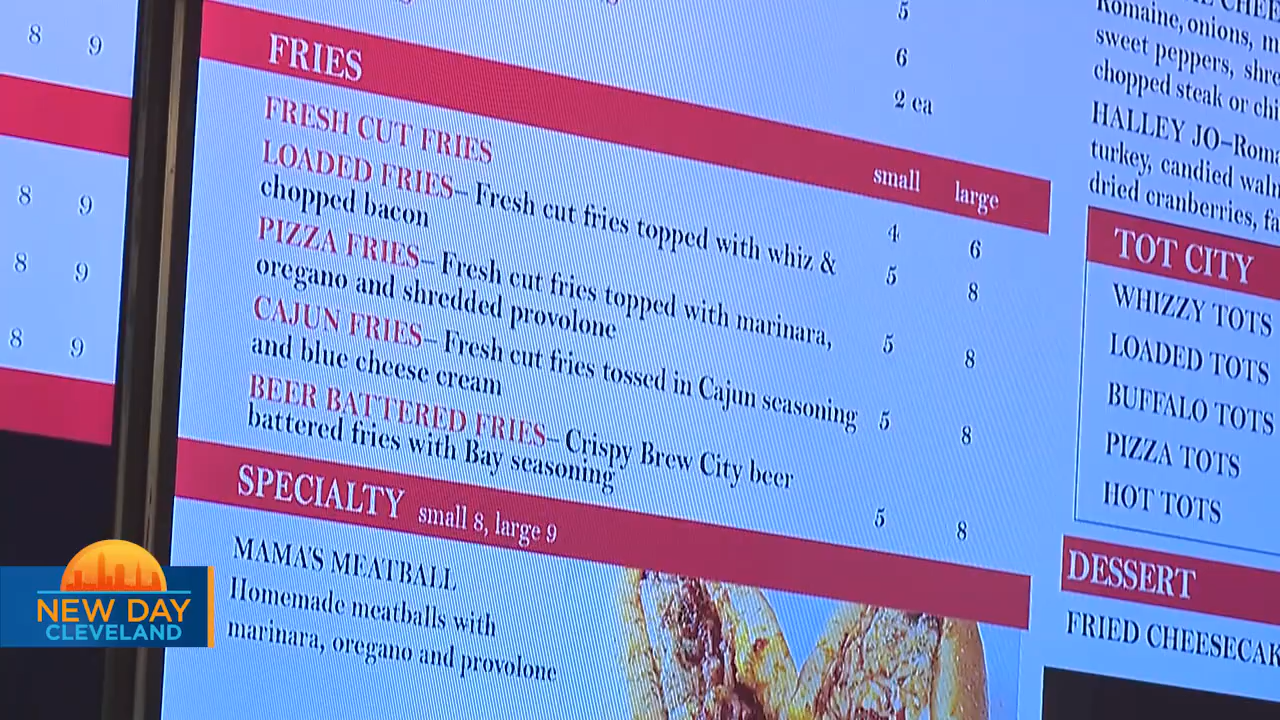 8 9
8 9
8 9
8 9
5
6
2 ea
FRIES
small large
FRESH CUT FRIES 4 6
LOADED FRIES– Fresh cut fries topped with whiz &
chopped bacon 5 8
PIZZA FRIES– Fresh cut fries topped with marinara,
oregano and shredded provolone 5 8
CAJUN FRIES– Fresh cut fries tossed in Cajun seasoning
and blue cheese cream 5 8
BEER BATTERED FRIES– Crispy Brew City beer
battered fries with Bay seasoning 5 8
SPECIALTY small 8, large 9
MAMA'S MEATBALL
Homemade meatballs with
marinara, oregano and provolone
Romaine, onions,
sweet peppers,
chopped steak or
HALLEY JO–
turkey, candied
dried cranberries,
TOT CITY
WHIZZY TOTS
LOADED TOTS
BUFFALO TOTS
PIZZA TOTS
HOT TOTS
DESSERT
FRIED
NEW DAY
CLEVELAND